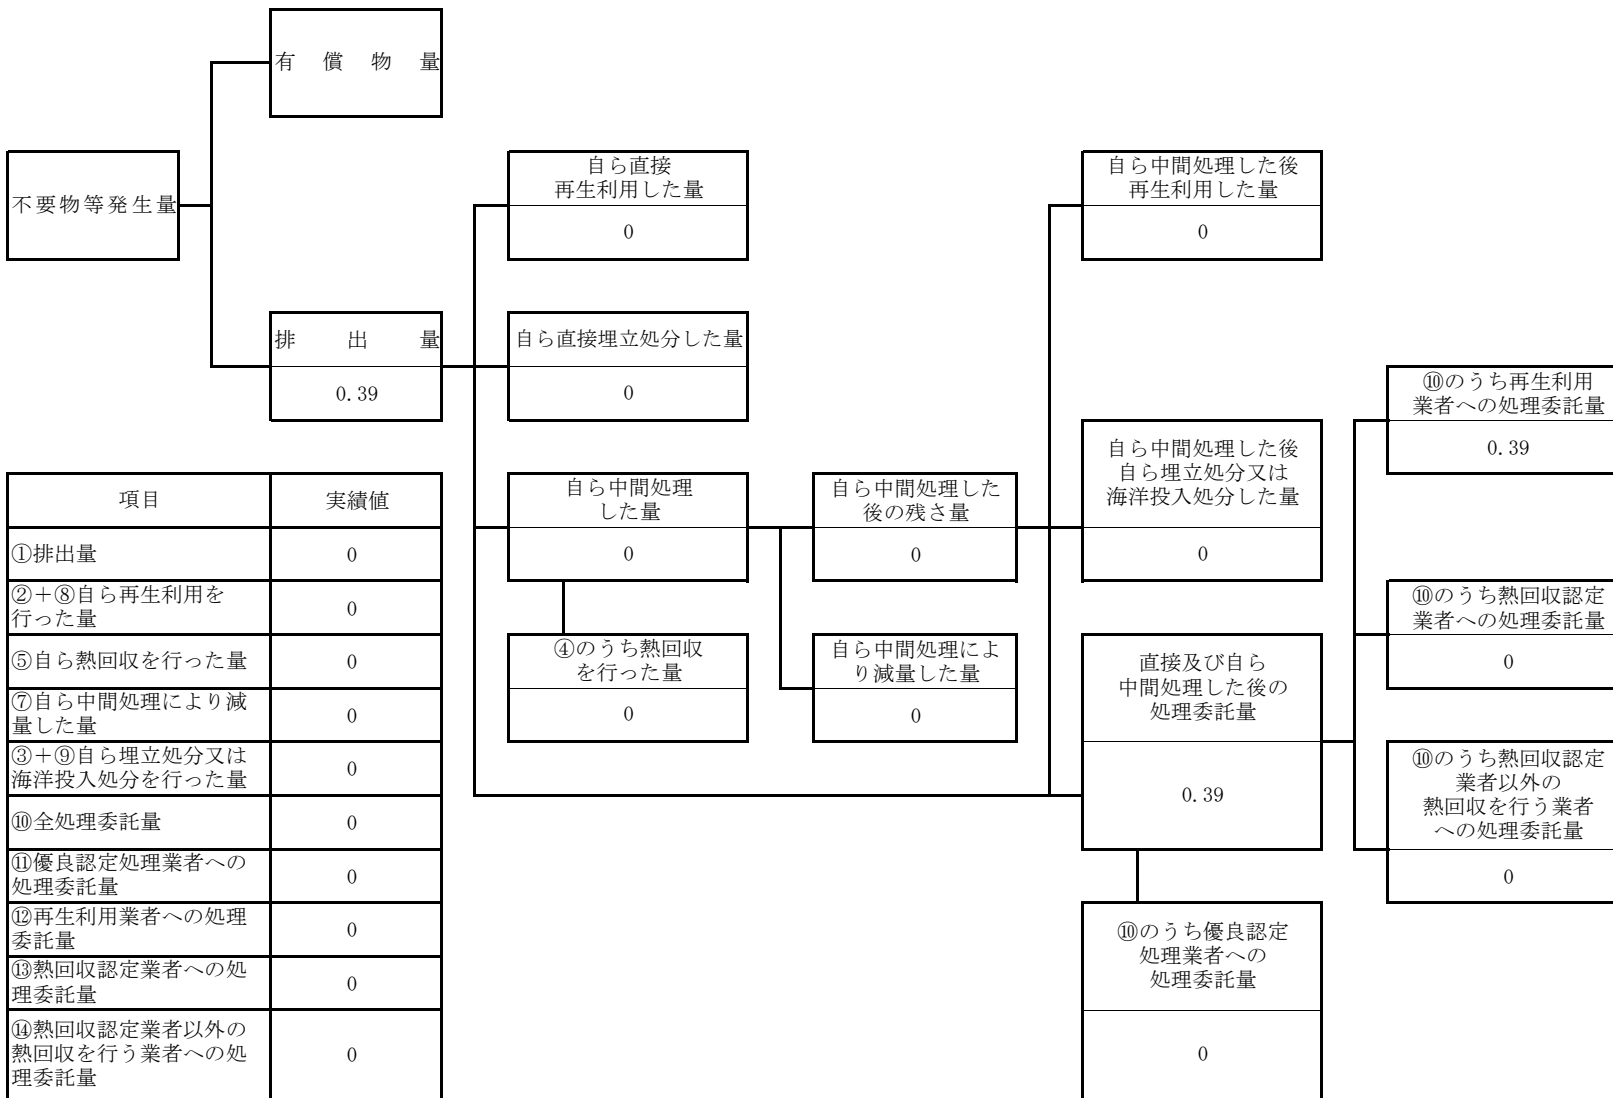 有償物量
不要物等発生量
排出量
0.39
自ら直接
再生利用した量
0
自ら直接埋立処分した量
0
自ら中間処理
した量
0
④のうち熱回収
を行った量
0
自ら中間処理した
後の残さ量
0
自ら中間処理によ
り減量した量
0
自ら中間処理した後
再生利用した量
0
自ら中間処理した後
自ら埋立処分又は
海洋投入処分した量
0
直接及び自ら
中間処理した後の
処理委託量
0.39
⑩のうち優良認定
処理業者への
処理委託量
0
⑩のうち再生利用
業者への処理委託量
0.39
⑩のうち熱回収認定
業者への処理委託量
0
⑩のうち熱回収認定
業者以外の
熱回収を行う業者
への処理委託量
0
項目 実績値
①排出量 0
②+⑧自ら再生利用を
行った量 0
⑤自ら熱回収を行った量 0
⑦自ら中間処理により減
量した量 0
③+⑨自ら埋立処分又は
海洋投入処分を行った量 0
⑩全処理委託量 0
⑪優良認定処理業者への
処理委託量 0
⑫再生利用業者への処理
委託量 0
⑬熱回収認定業者への処
理委託量 0
⑭熱回収認定業者以外の
熱回収を行う業者への処
理委託量 0